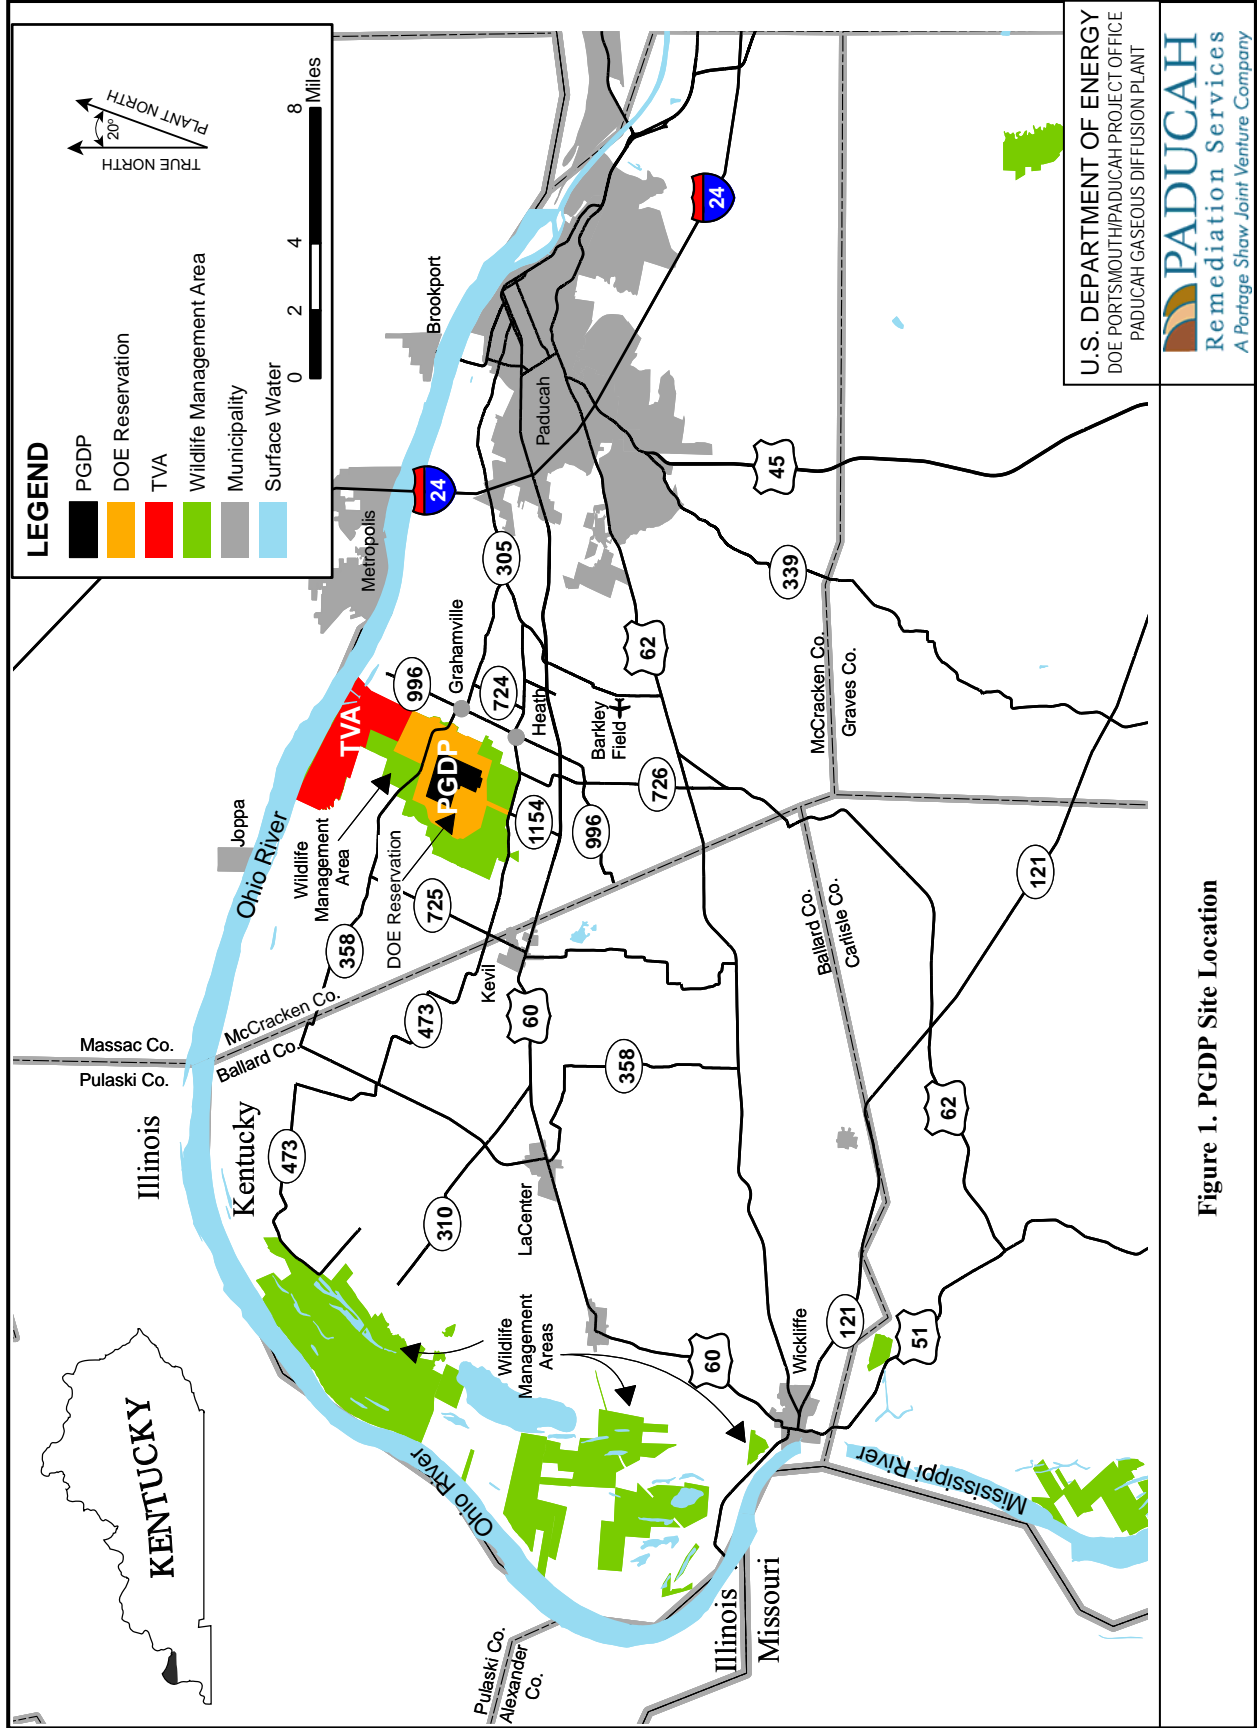 LEGEND
PGDP
DOE Reservation
TVA
Wildlife Management Area
Municipality
Surface Water
0
2
4
8
Miles
TRUE NORTH
20°
PLANT NORTH
KENTUCKY
Illinois
Kentucky
Pulaski Co.
Massac Co.
Ballard Co.
McCracken Co.
Ohio River
Joppa
Metropolis
Brookport
24
TVA
Wildlife
Management
Area
DOE Reservation
PGDP
996
Grahamville
305
724
Heath
Paducah
24
358
725
473
473
Kevil
1154
996
Barkley
Field
726
62
45
339
60
310
358
LaCenter
Wildlife
Management
Areas
60
Wickliffe
121
51
62
121
Ballard Co.
Carlisle Co.
McCracken Co.
Graves Co.
Ohio River
Mississippi River
Pulaski Co.
Alexander
Co.
Illinois
Missouri
U.S. DEPARTMENT OF ENERGY
DOE PORTSMOUTH/PADUCAH PROJECT OFFICE
PADUCAH GASEOUS DIFFUSION PLANT
PADUCAH
Remediation Services
A Portage Shaw Joint Venture Company
Figure 1. PGDP Site Location